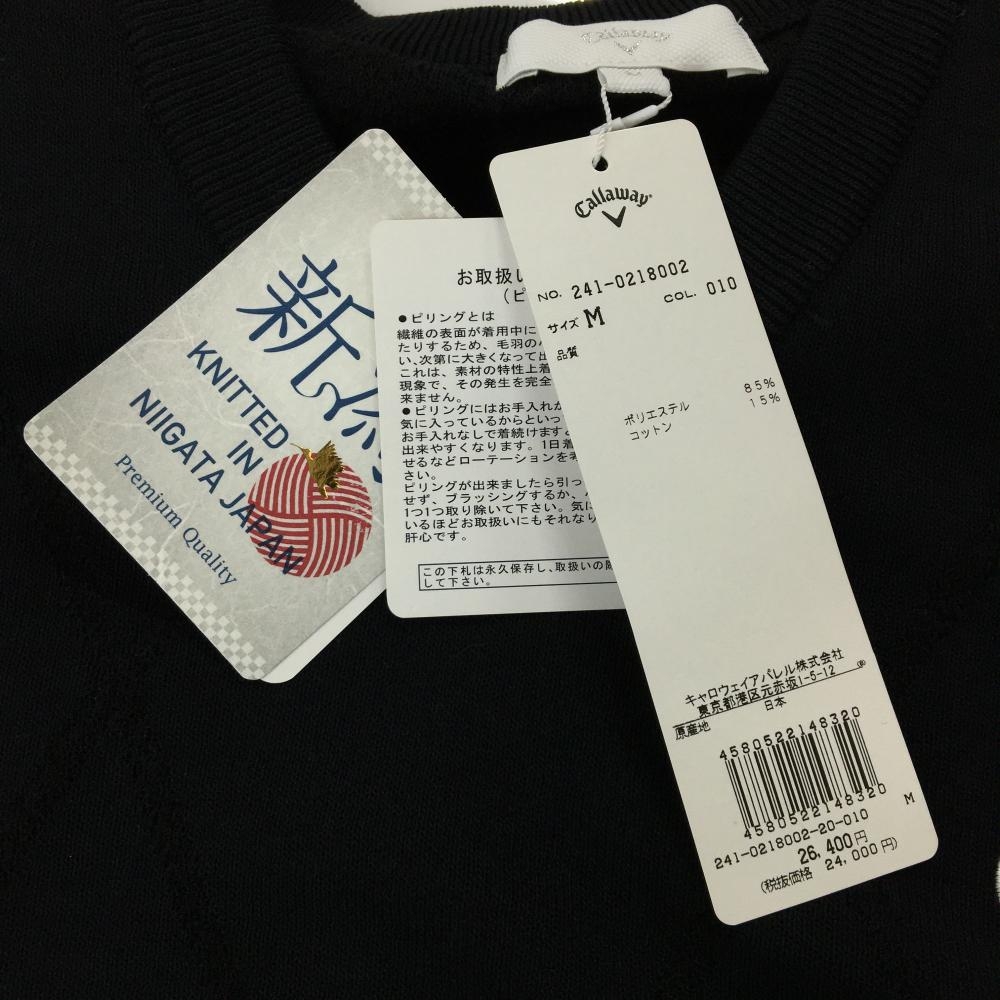 Callaway
新潟
KNITTED
IN
NIIGATA JAPAN
Premium Quality
お取扱い
(ピ
●ピリングとは
繊維の表面が着用中に
たりするため、毛羽の
い、次第に大きくなって出
これは、素材の特性上着
現象で、その発生を完全
来ません。
●ピリングにはお手入れが
気に入っているからといっ
お手入れなしで着続けます
出来やすくなります。1日着
せるなどローテーションを考
さい。
ピリングが出来ましたら引っ
せず、ブラッシングするか、
1つ1つ取り除いて下さい。気に
いるほどお取扱いにもそれなり
肝心です。
この下札は永久保存し、取扱いの際
して下さい。
Callaway
NO. 241-0218002
COL. 010
サイズ M
品質
85%
ポリエステル 15%
コットン
キャロウェイアパレル株式会社
東京都港区元赤坂1-5-12
日本
原産地
4580522148320
4580522148320 M
241-0218002-20-010
26,400円
(税抜価格 24,000円)